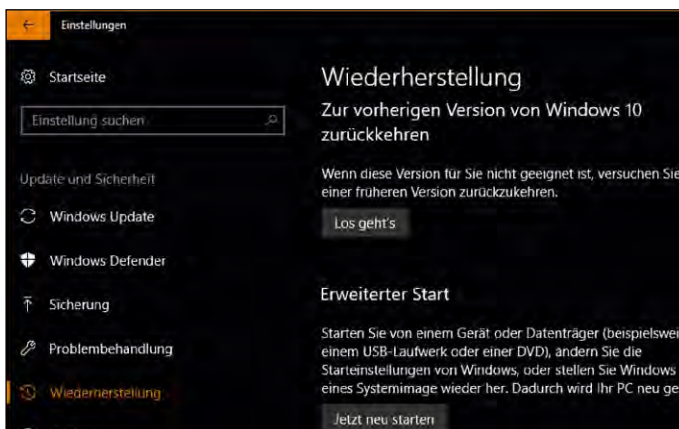 Einstellungen
Startseite
Einstellung suchen
Update und Sicherheit
Windows Update
Windows Defender
Sicherung
Problembehandlung
Wiederherstellung
Wiederherstellung
Zur vorherigen Version von Windows 10
zurückkehren
Wenn diese Version für Sie nicht geeignet ist, versuchen Sie
einer früheren Version zurückzukehren.
Los geht's
Erweiterter Start
Starten Sie von einem Gerät oder Datenträger (beispielswei
einem USB-Laufwerk oder einer DVD), ändern Sie die
Starteinstellungen von Windows, oder stellen Sie Windows
eines Systemimage wieder her. Dadurch wird Ihr PC neu ge
Jetzt neu starten